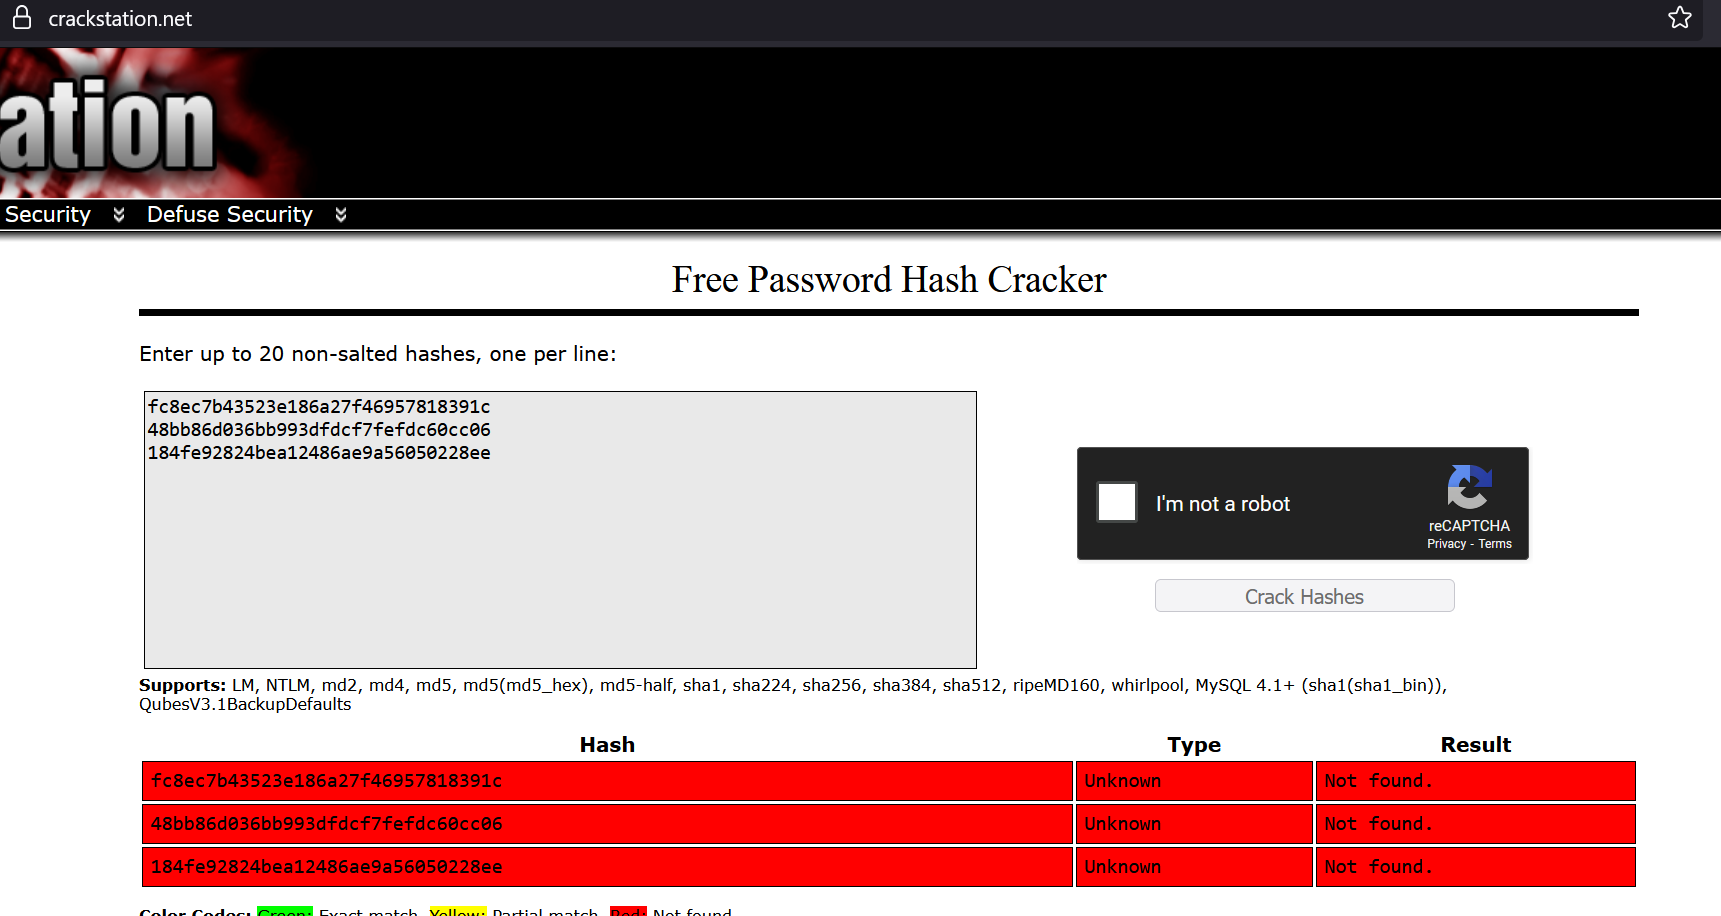 crackstation.net
ation
Security Defuse Security
Free Password Hash Cracker
Enter up to 20 non-salted hashes, one per line:
fc8ec7b43523e186a27f46957818391c
48bb86d036bb993dfdcf7fefdc60cc06
184fe92824bea12486ae9a56050228ee
I'm not a robot
reCAPTCHA
Privacy - Terms
Crack Hashes
Supports: LM, NTLM, md2, md4, md5, md5(md5_hex), md5-half, sha1, sha224, sha256, sha384, sha512, ripeMD160, whirlpool, MySQL 4.1+ (sha1(sha1_bin)),
QubesV3.1BackupDefaults
Hash Type Result
fc8ec7b43523e186a27f46957818391c Unknown Not found.
48bb86d036bb993dfdcf7fefdc60cc06 Unknown Not found.
184fe92824bea12486ae9a56050228ee Unknown Not found.
Color Codes: Green: Exact match, Yellow: Partial match, Red: Not found